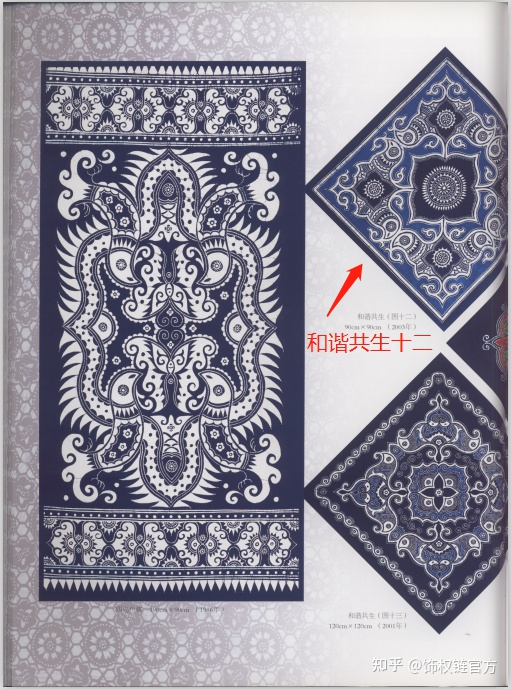 和谐共生（图十二）
90cm×90cm （2003年）
和谐共生十二
和谐共生（图十三）
120cm×120cm （2001年）
知乎 @饰权链官方